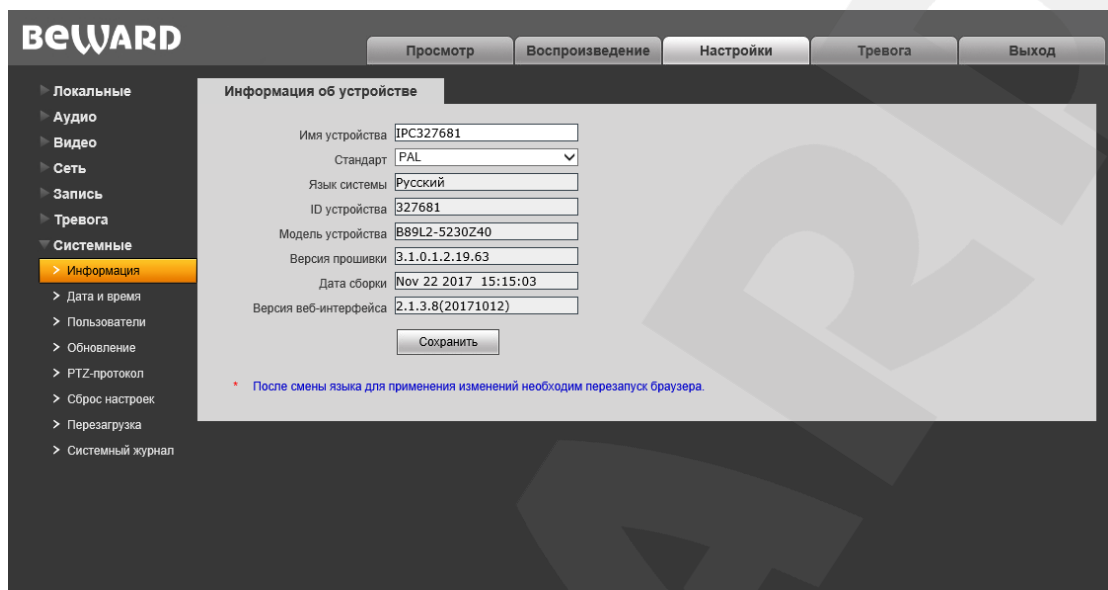 BEWARD
Просмотр Воспроизведение Настройки Тревога Выход
Локальные
Аудио
Видео
Сеть
Запись
Тревога
Системные
> Информация
> Дата и время
> Пользователи
> Обновление
> PTZ-протокол
> Сброс настроек
> Перезагрузка
> Системный журнал
Информация об устройстве
Имя устройства IPC327681
Стандарт PAL
Язык системы Русский
ID устройства 327681
Модель устройства B89L2-5230Z40
Версия прошивки 3.1.0.1.2.19.63
Дата сборки Nov 22 2017 15:15:03
Версия веб-интерфейса 2.1.3.8(20171012)
Сохранить
* После смены языка для применения изменений необходим перезапуск браузера.